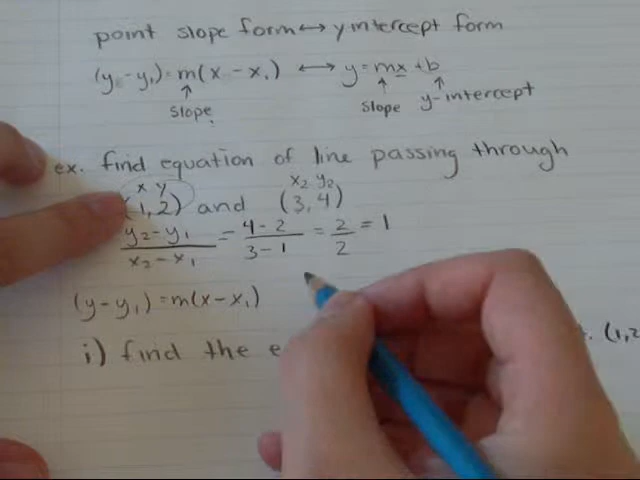 point slope form ↔ y intercept form
(y - y₁) = m(x - x₁) ↔ y = mx + b
↑ ↑ ↑
slope slope y-intercept
ex. find equation of line passing through
x y x₂ y₂
(1, 2) and (3, 4)
y₂ - y₁ / x₂ - x₁ = 4 - 2 / 3 - 1 = 2 / 2 = 1
(y - y₁) = m(x - x₁)
i) find the (1, 2